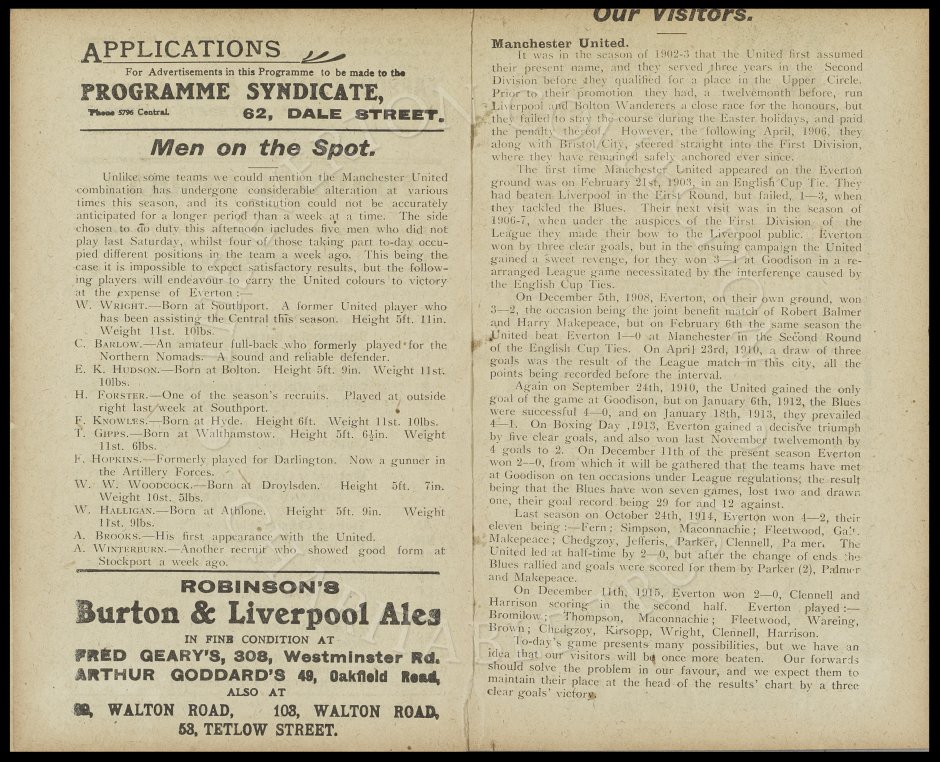 APPLICATIONS
For Advertisements in this Programme to be made to the
PROGRAMME SYNDICATE,
'Phone 5796 Central. 62, DALE STREET.
Men on the Spot.
Unlike some teams we could mention the Manchester United
combination has undergone considerable alteration at various
times this season, and its constitution could not be accurately
anticipated for a longer period than a week at a time. The side
chosen to do duty this afternoon includes five men who did not
play last Saturday, whilst four of those taking part to-day occu-
pied different positions in the team a week ago. This being the
case it is impossible to expect satisfactory results, but the follow-
ing players will endeavour to carry the United colours to victory
at the expense of Everton:—
W. WRIGHT.—Born at Southport. A former United player who
has been assisting the Central this season. Height 5ft. 11in.
Weight 11st. 10lbs.
C. BARLOW.—An amateur full-back who formerly played for the
Northern Nomads. A sound and reliable defender.
E. K. HUDSON.—Born at Bolton. Height 5ft. 9in. Weight 11st.
10lbs.
H. FORSTER.—One of the season's recruits. Played at outside
right last week at Southport.
F. KNOWLES.—Born at Hyde. Height 6ft. Weight 11st. 10lbs.
T. GIPPS.—Born at Walthamstow. Height 5ft. 6½in. Weight
11st. 6lbs.
F. HOPKINS.—Formerly played for Darlington. Now a gunner in
the Artillery Forces.
W. W. WOODCOCK.—Born at Droylsden. Height 5ft. 7in.
Weight 10st. 5lbs.
W. HALLIGAN.—Born at Athlone. Height 5ft. 9in. Weight
11st. 9lbs.
A. BROOKS.—His first appearance with the United.
A. WINTERBURN.—Another recruit who showed good form at
Stockport a week ago.
ROBINSON'S
Burton & Liverpool Ales
IN FINE CONDITION AT
FRED GEARY'S, 308, Westminster Rd.
ARTHUR GODDARD'S 49, Oakfield Road,
ALSO AT
WALTON ROAD, 103, WALTON ROAD,
53, TETLOW STREET.
Our Visitors.
Manchester United.
It was in the season of 1902-3 that the United first assumed
their present name, and they served three years in the Second
Division before they qualified for a place in the Upper Circle.
Prior to their promotion they had, a twelvemonth before, run
Liverpool and Bolton Wanderers a close race for the honours, but
they failed to stay the course during the Easter holidays, and paid
the penalty thereof. However, the following April, 1906, they
along with Bristol City, steered straight into the First Division,
where they have remained safely anchored ever since.
The first time Manchester United appeared on the Everton
ground was on February 21st, 1903, in an English Cup Tie. They
had beaten Liverpool in the First Round, but failed, 1—3, when
they tackled the Blues. Their next visit was in the season of
1906-7, when under the auspices of the First Division of the
League they made their bow to the Liverpool public. Everton
won by three clear goals, but in the ensuing campaign the United
gained a sweet revenge, for they won 3—1 at Goodison in a re-
arranged League game necessitated by the interference caused by
the English Cup Ties.
On December 5th, 1908, Everton, on their own ground, won
3—2, the occasion being the joint benefit match of Robert Balmer
and Harry Makepeace, but on February 6th the same season the
United beat Everton 1—0 at Manchester in the Second Round
of the English Cup Ties. On April 23rd, 1910, a draw of three
goals was the result of the League match in this city, all the
points being recorded before the interval.
Again on September 24th, 1910, the United gained the only
goal of the game at Goodison, but on January 6th, 1912, the Blues
were successful 4—0, and on January 18th, 1913, they prevailed
4—1. On Boxing Day ,1913, Everton gained a decisive triumph
by five clear goals, and also won last November twelvemonth by
4 goals to 2. On December 11th of the present season Everton
won 2—0, from which it will be gathered that the teams have met
at Goodison on ten occasions under League regulations; the result
being that the Blues have won seven games, lost two and drawn
one, their goal record being 29 for and 12 against.
Last season on October 24th, 1914, Everton won 4—2, their
eleven being:—Fern; Simpson, Maconnachie; Fleetwood,
Makepeace; Chedgzoy, Jefferis, Parker, Clennell, Palmer. The
United led at half-time by 2—0, but after the change of ends the
Blues rallied and goals were scored for them by Parker (2), Palmer
and Makepeace.
On December 11th, 1915, Everton won 2—0, Clennell and
Harrison scoring in the second half. Everton played:—
Bromilow; Thompson, Maconnachie; Fleetwood, Wareing,
Brown; Chedgzoy, Kirsopp, Wright, Clennell, Harrison.
To-day's game presents many possibilities, but we have an
idea that our visitors will be once more beaten. Our forwards
should solve the problem in our favour, and we expect them to
maintain their place at the head of the results' chart by a three
clear goals' victory.